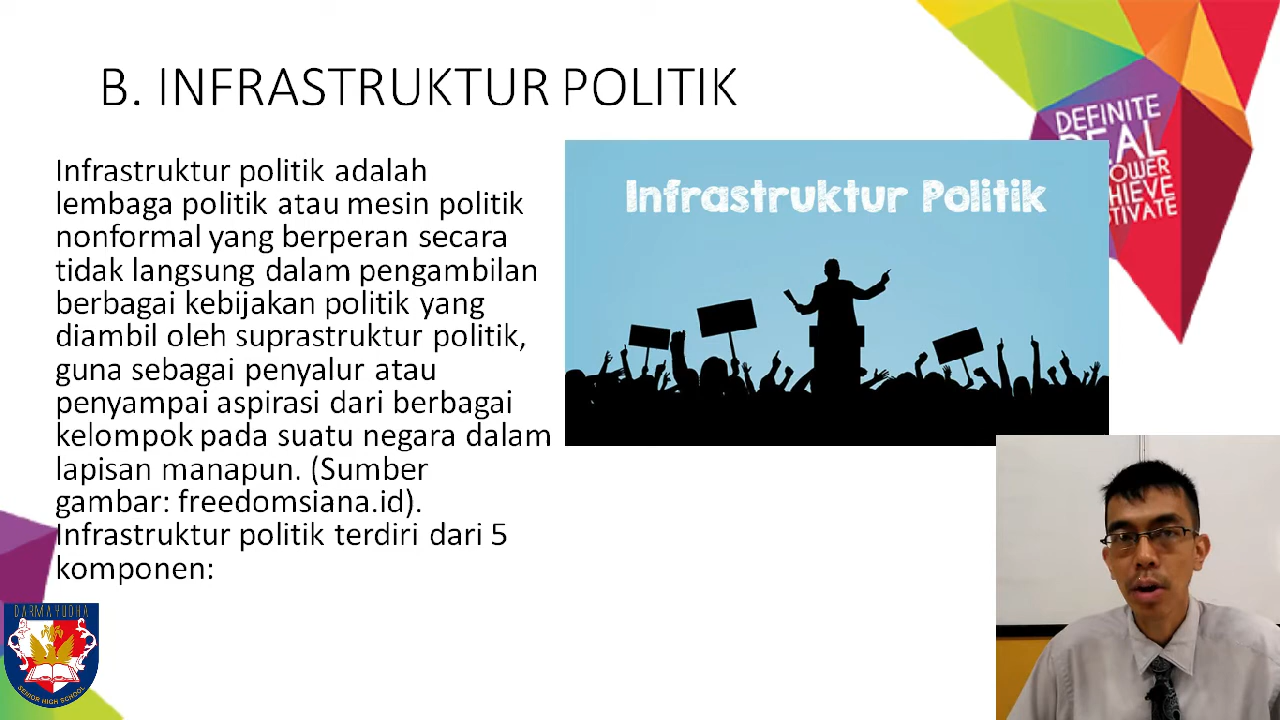 B. INFRASTRUKTUR POLITIK
Infrastruktur politik adalah
lembaga politik atau mesin politik
nonformal yang berperan secara
tidak langsung dalam pengambilan
berbagai kebijakan politik yang
diambil oleh suprastruktur politik,
guna sebagai penyalur atau
penyampai aspirasi dari berbagai
kelompok pada suatu negara dalam
lapisan manapun. (Sumber
gambar: freedomsiana.id).
Infrastruktur politik terdiri dari 5
komponen:
Infrastruktur Politik
DEFINITE
DARMA YUDHA
SENIOR HIGH SCHOOL